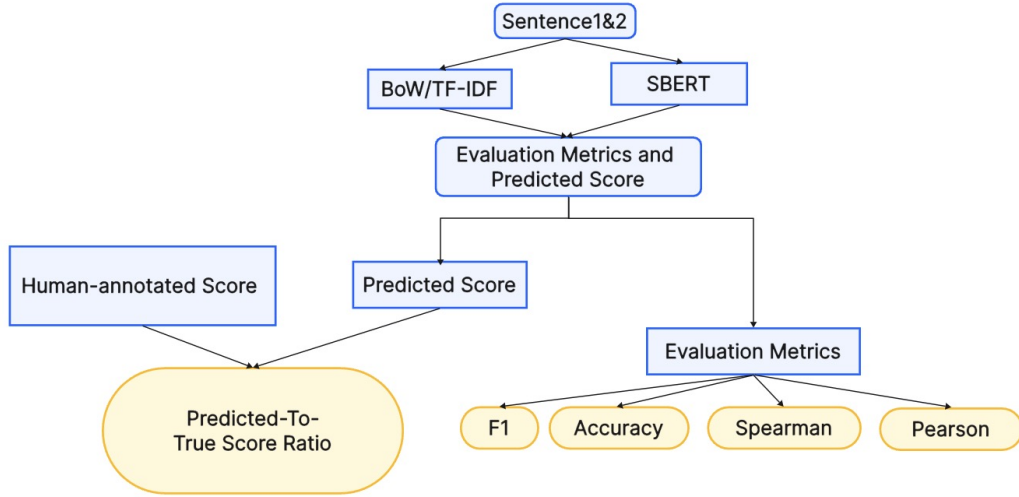 Sentence1&2
BoW/TF-IDF
SBERT
Evaluation Metrics and
Predicted Score
Human-annotated Score
Predicted Score
Evaluation Metrics
Predicted-To-
True Score Ratio
F1
Accuracy
Spearman
Pearson